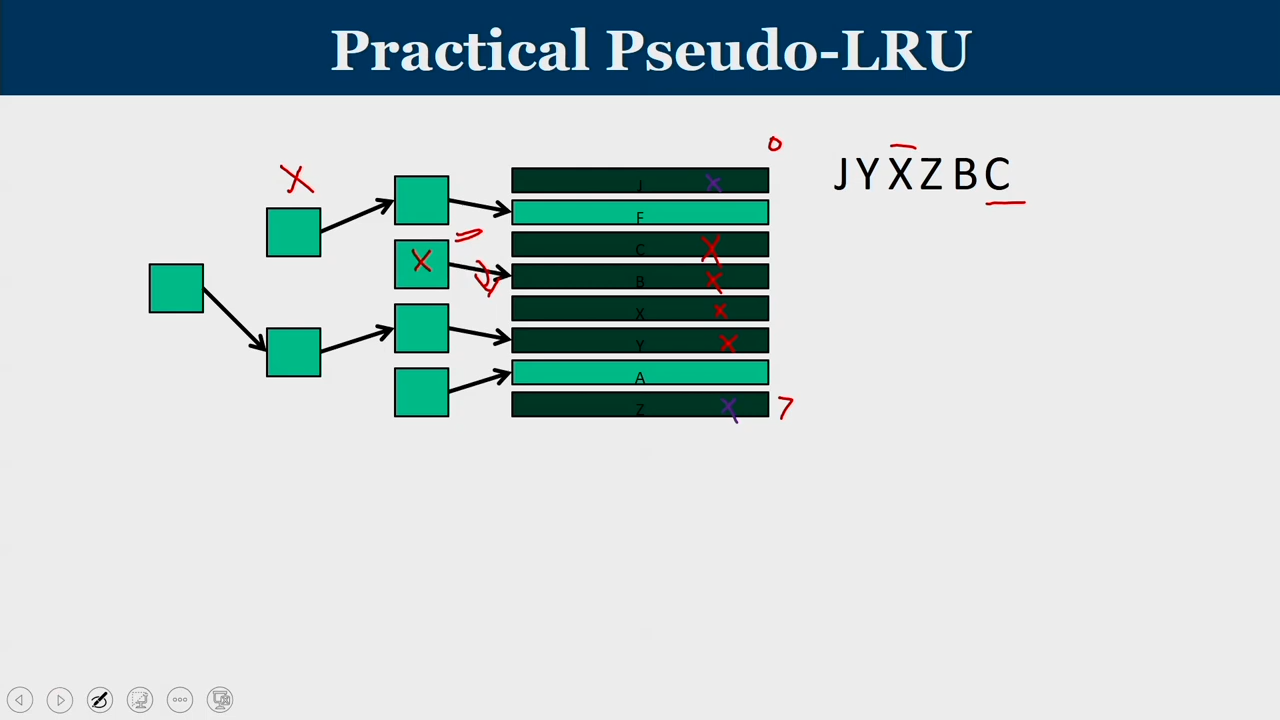 Practical Pseudo-LRU
0
J Y X Z B C
X
J X
F
C X
X
B X
X X
Y X
A
Z X 7